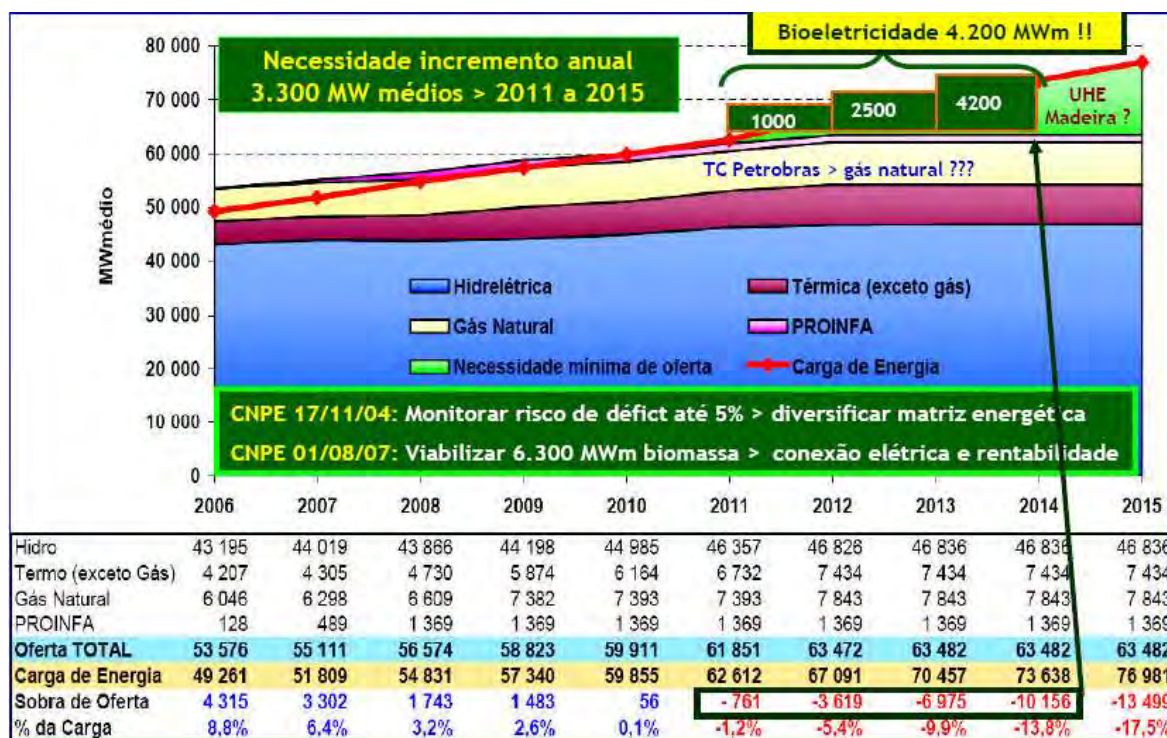 Bioeletricidade 4.200 MWm !!
Necessidade incremento anual
3.300 MW médios > 2011 a 2015
80 000
70 000
60 000
50 000
40 000
30 000
20 000
10 000
0
MWmédio
1000
2500
4200
UHE
Madeira ?
TC Petrobras > gás natural ???
Hidrelétrica
Térmica (exceto gás)
Gás Natural
PROINFA
Necessidade mínima de oferta
Carga de Energia
CNPE 17/11/04: Monitorar risco de défict até 5% > diversificar matriz energética
CNPE 01/08/07: Viabilizar 6.300 MWm biomassa > conexão elétrica e rentabilidade
2006 2007 2008 2009 2010 2011 2012 2013 2014 2015
Hidro 43 195 44 019 43 866 44 198 44 985 46 357 46 826 46 836 46 836 46 836
Termo (exceto Gás) 4 207 4 305 4 730 5 874 6 164 6 732 7 434 7 434 7 434 7 434
Gás Natural 6 046 6 298 6 609 7 382 7 393 7 393 7 843 7 843 7 843 7 843
PROINFA 128 489 1 369 1 369 1 369 1 369 1 369 1 369 1 369 1 369
Oferta TOTAL 53 576 55 111 56 574 58 823 59 911 61 851 63 472 63 482 63 482 63 482
Carga de Energia 49 261 51 809 54 831 57 340 59 855 62 612 67 091 70 457 73 638 76 981
Sobra de Oferta 4 315 3 302 1 743 1 483 56 -761 -3 619 -6 975 -10 156 -13 499
% da Carga 8,8% 6,4% 3,2% 2,6% 0,1% -1,2% -5,4% -9,9% -13,8% -17,5%